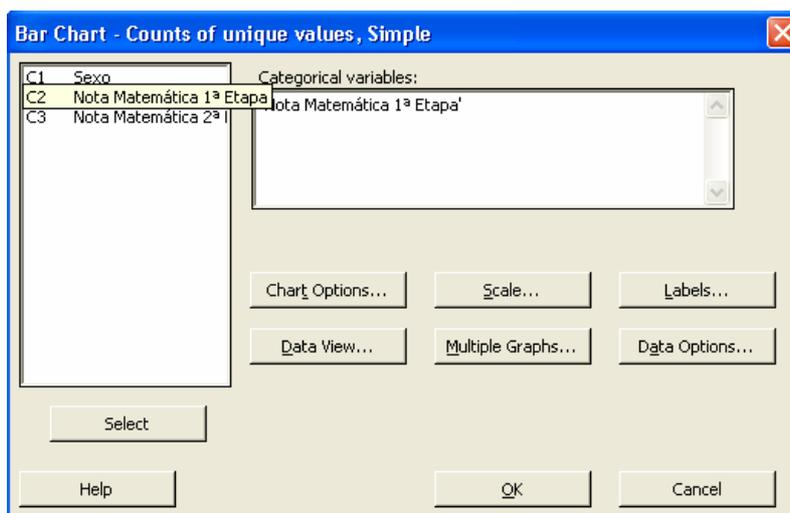 Bar Chart - Counts of unique values, Simple
C1 Sexo
C2 Nota Matemática 1ª Etapa
C3 Nota Matemática 2ª
Categorical variables:
Nota Matemática 1ª Etapa'
Chart Options...
Scale...
Labels...
Data View...
Multiple Graphs...
Data Options...
Select
Help
OK
Cancel